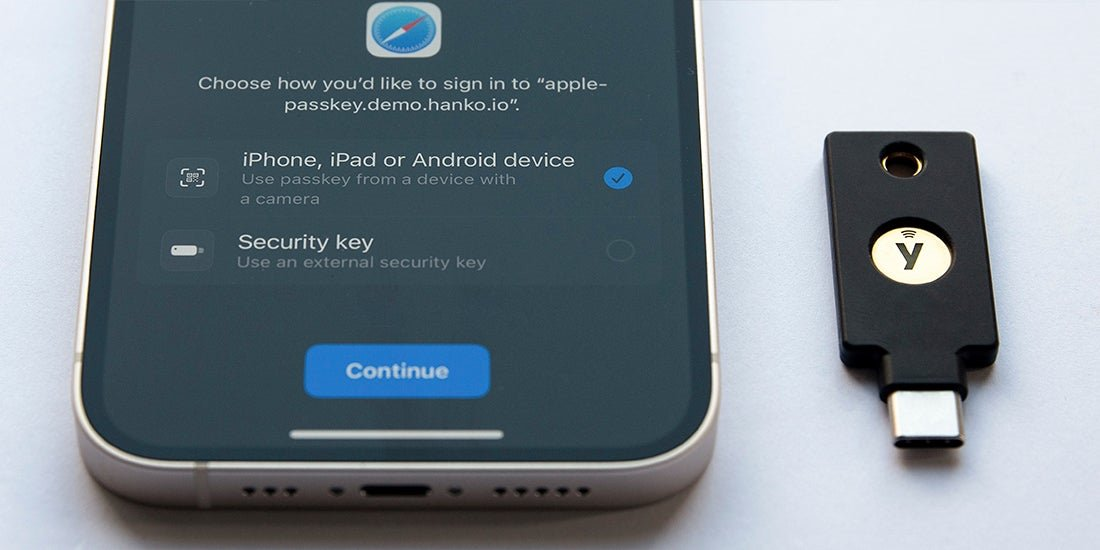 Choose how you'd like to sign in to “apple-
passkey.demo.hanko.io”.
iPhone, iPad or Android device
Use passkey from a device with
a camera
Security key
Use an external security key
Continue
y